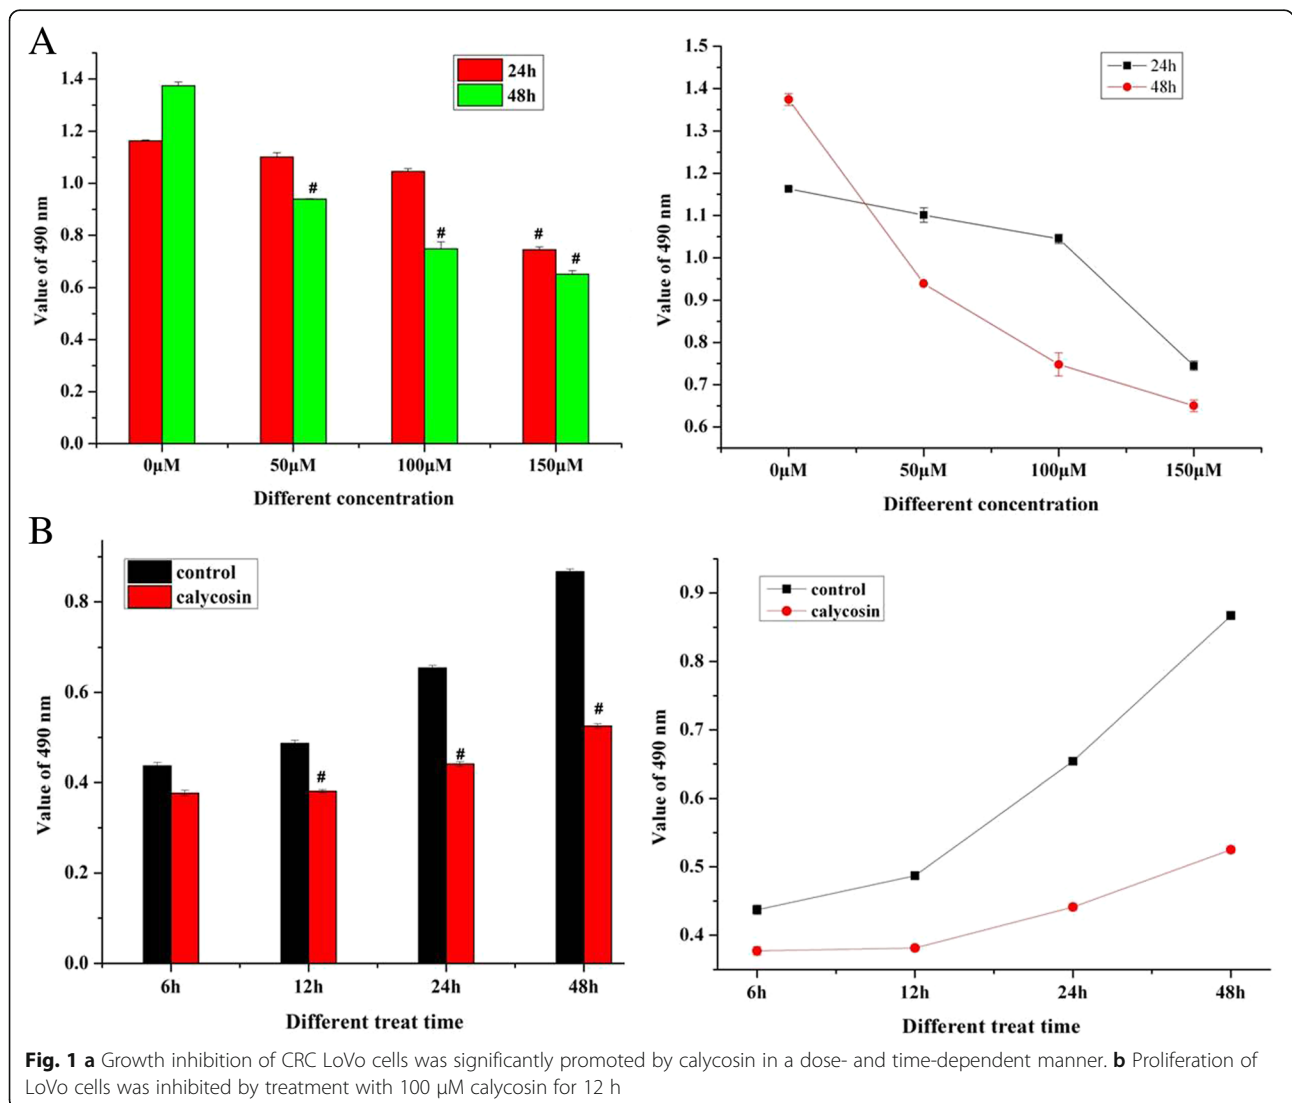 A
24h
48h
1.4
1.2
1.0
0.8
0.6
0.4
0.2
0.0
Value of 490 nm
#
#
#
#
0μM
50μM
100μM
150μM
Different concentration
24h
48h
1.5
1.4
1.3
1.2
1.1
1.0
0.9
0.8
0.7
0.6
Value of 490 nm
0μM
50μM
100μM
150μM
Diffeerent concentration
B
control
calycosin
0.8
0.6
0.4
0.2
0.0
Value of 490 nm
#
#
#
6h
12h
24h
48h
Different treat time
control
calycosin
0.9
0.8
0.7
0.6
0.5
0.4
Value of 490 nm
6h
12h
24h
48h
Different treat time
Fig. 1 a Growth inhibition of CRC LoVo cells was significantly promoted by calycosin in a dose- and time-dependent manner. b Proliferation of
LoVo cells was inhibited by treatment with 100 μM calycosin for 12 h